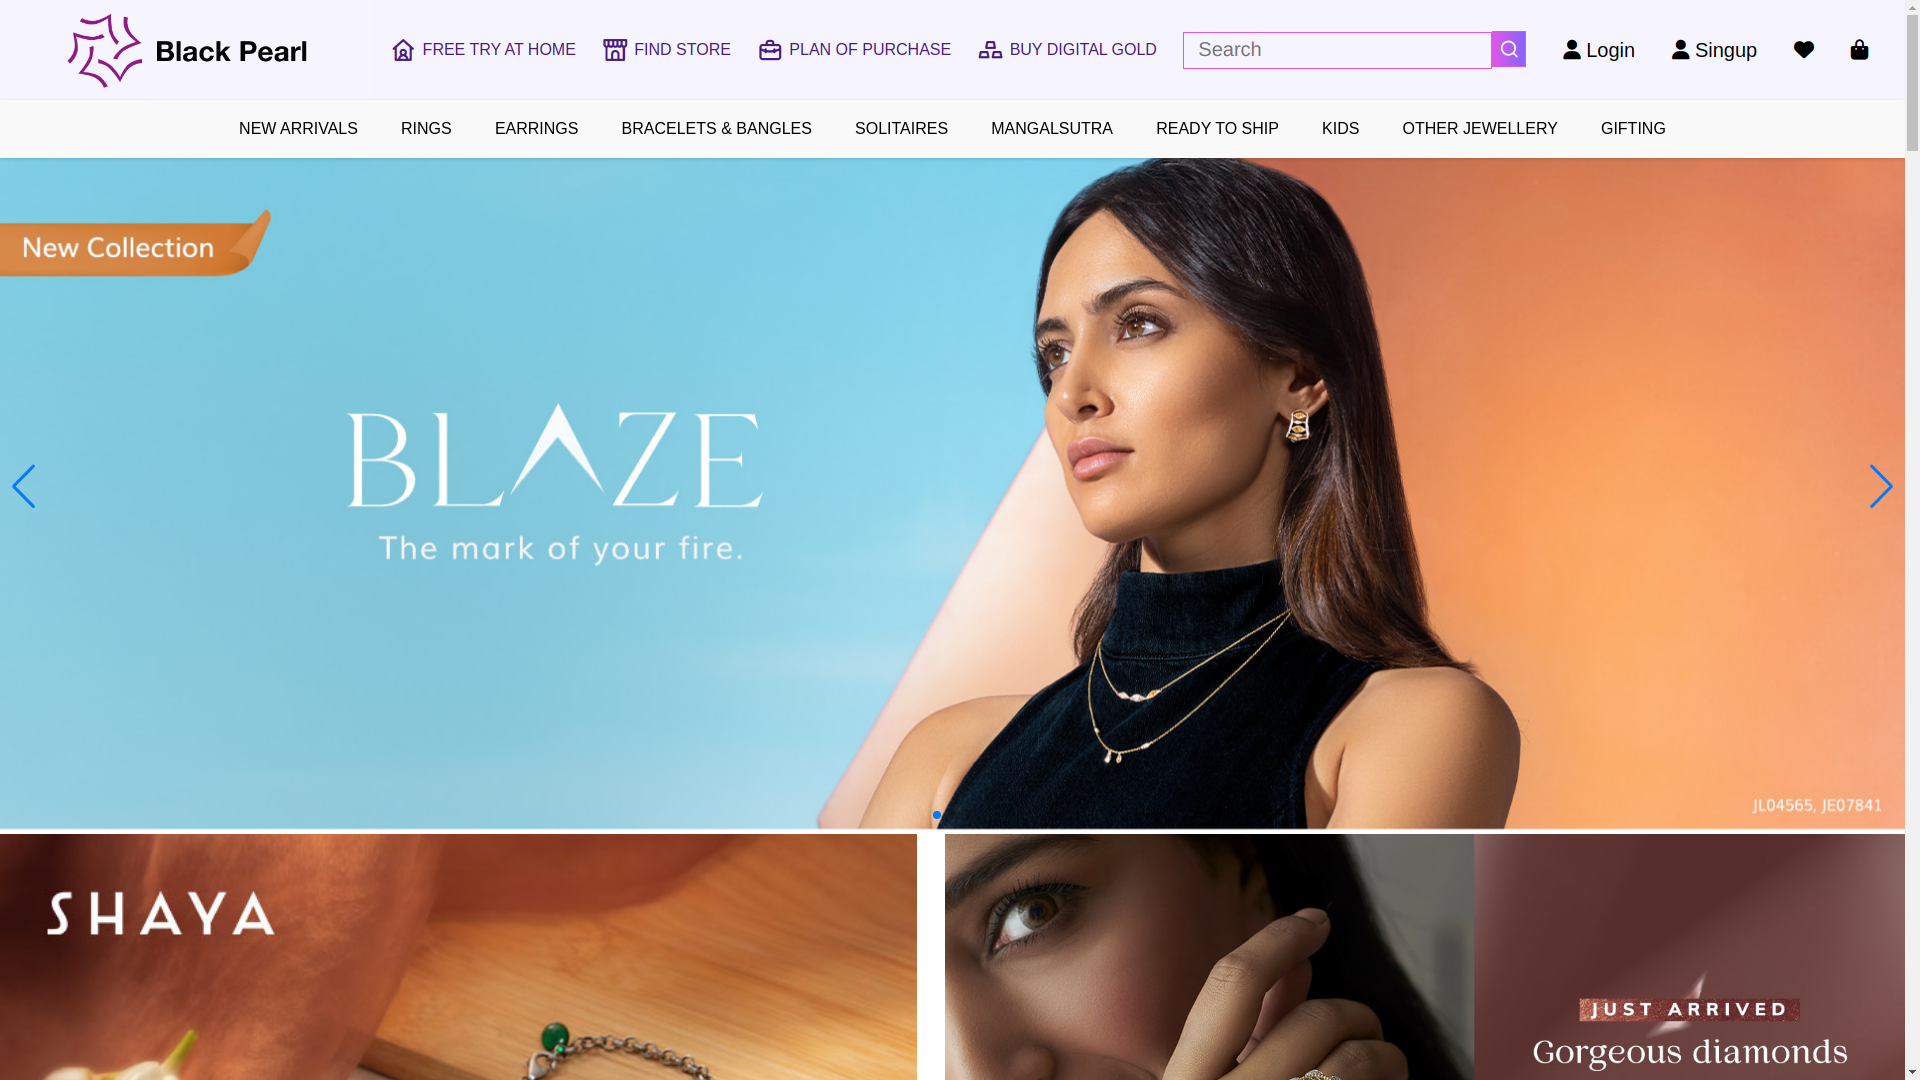 Black Pearl
FREE TRY AT HOME
FIND STORE
PLAN OF PURCHASE
BUY DIGITAL GOLD
Search
Login
Singup
NEW ARRIVALS
RINGS
EARRINGS
BRACELETS & BANGLES
SOLITAIRES
MANGALSUTRA
READY TO SHIP
KIDS
OTHER JEWELLERY
GIFTING
New Collection
BLAZE
The mark of your fire.
JL04565, JE07841
SHAYA
JUST ARRIVED
Gorgeous diamonds